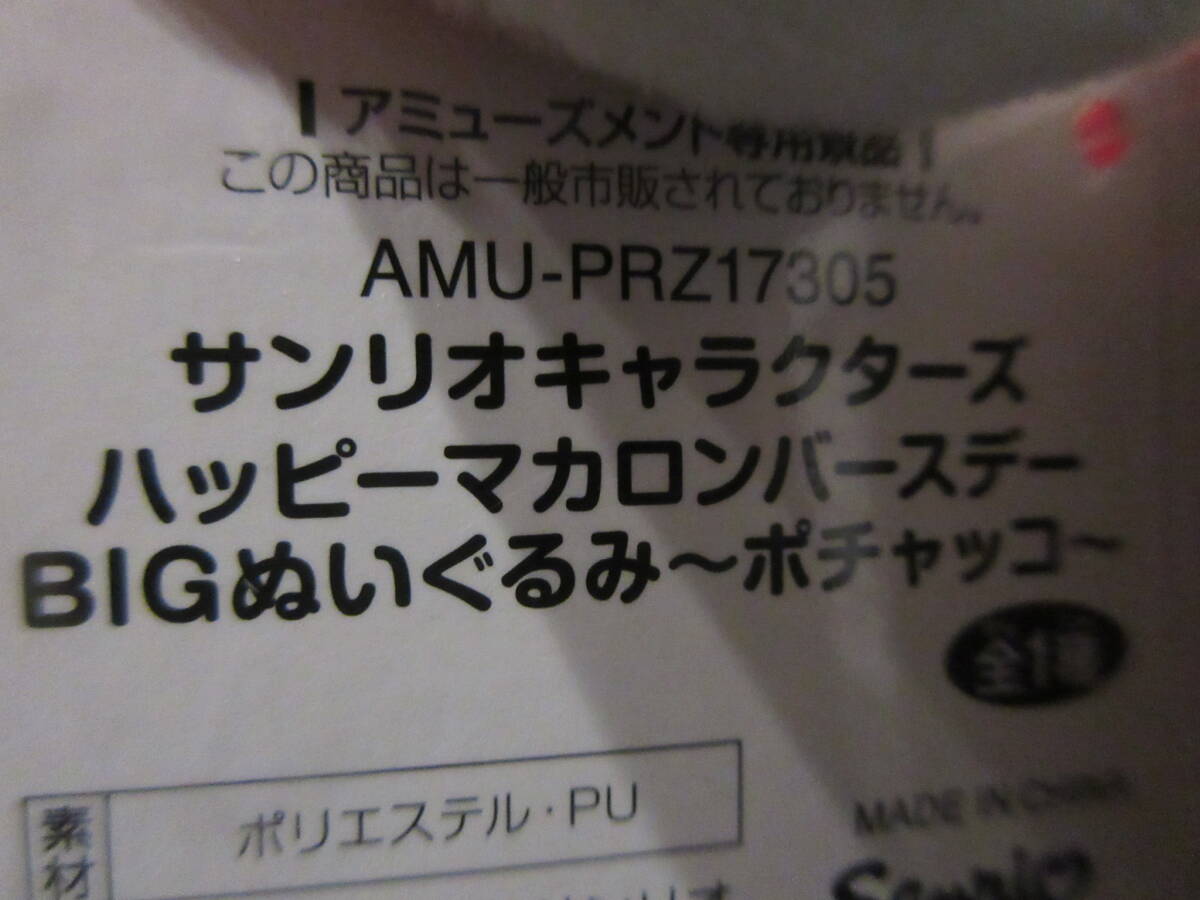 アミューズメント専用景品
この商品は一般市販されておりません。
AMU-PRZ17305
サンリオキャラクターズ
ハッピーマカロンバースデー
BIGぬいぐるみ～ポチャッコ～
全1種
素材 ポリエステル・PU
MADE IN CHINA
Sanrio